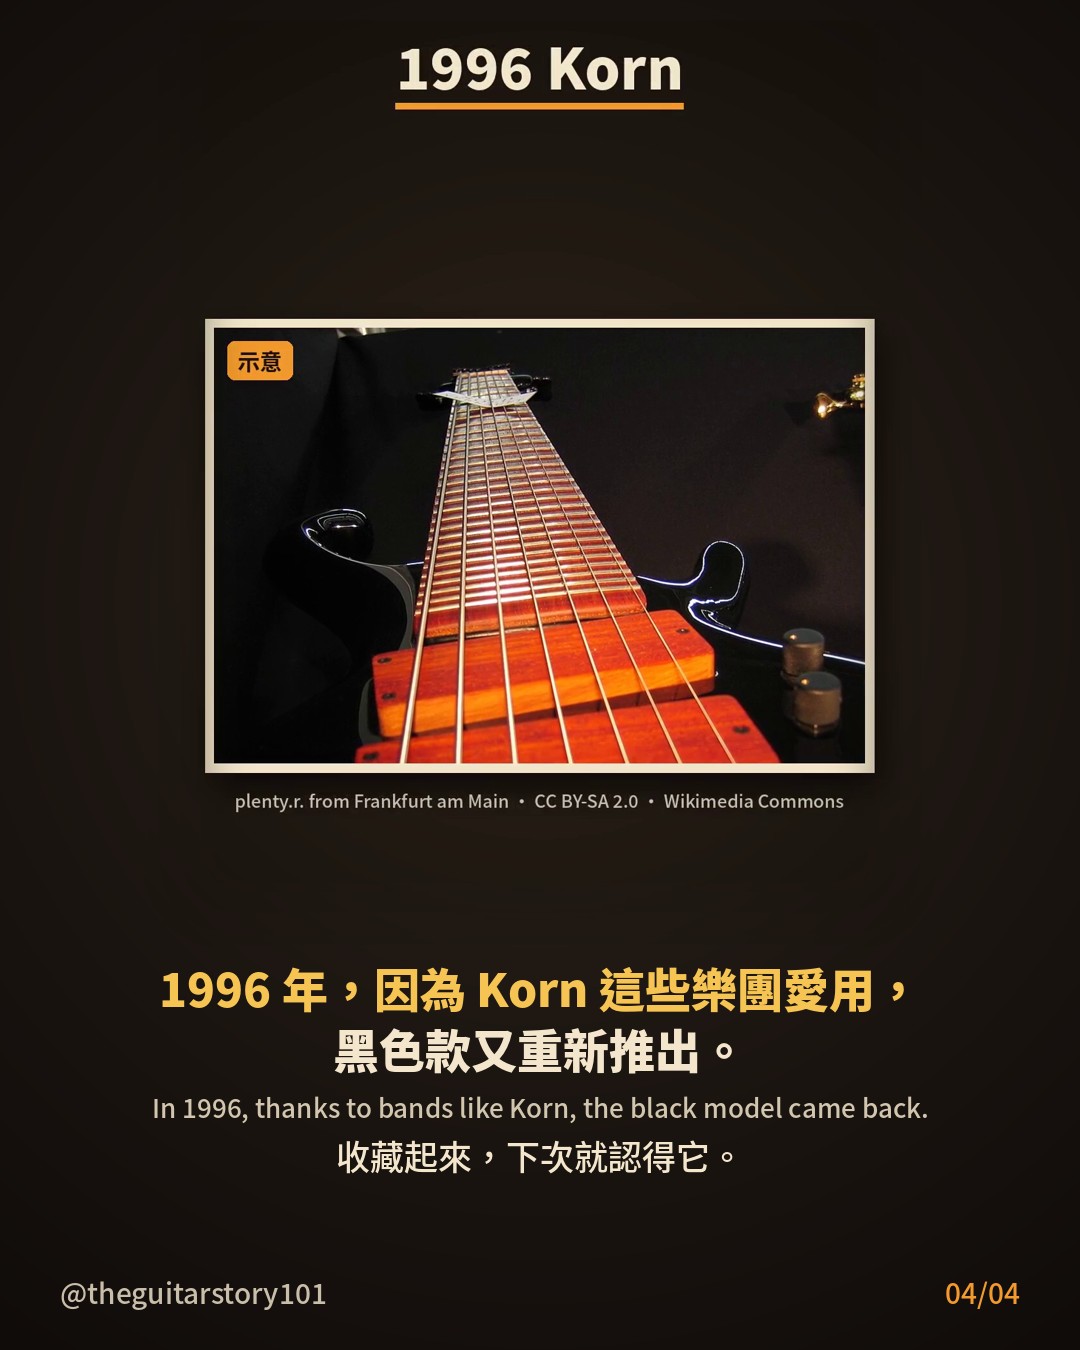 1996 Korn
示意
plenty.r. from Frankfurt am Main • CC BY-SA 2.0 • Wikimedia Commons
1996 年，因為 Korn 這些樂團愛用，
黑色款又重新推出。
In 1996, thanks to bands like Korn, the black model came back.
收藏起來，下次就認得它。
@theguitarstory101
04/04